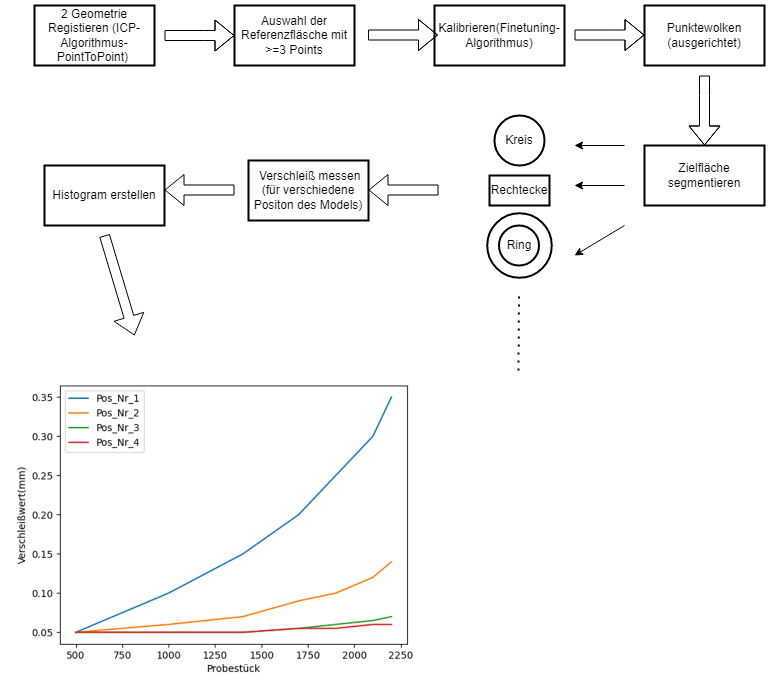 2 Geometrie
Registieren (ICP-
Algorithmus-
PointToPoint)
Auswahl der
Referenzfläsche mit
>=3 Points
Kalibrieren(Finetuning-
Algorithmus)
Punktewolken
(ausgerichtet)
Kreis
Zielfläche
segmentieren
Rechtecke
Ring
Verschleiß messen
(für verschiedene
Positon des Models)
Histogram erstellen
Pos_Nr_1
Pos_Nr_2
Pos_Nr_3
Pos_Nr_4
Verschleißwert(mm)
0.35
0.30
0.25
0.20
0.15
0.10
0.05
500 750 1000 1250 1500 1750 2000 2250
Probestück